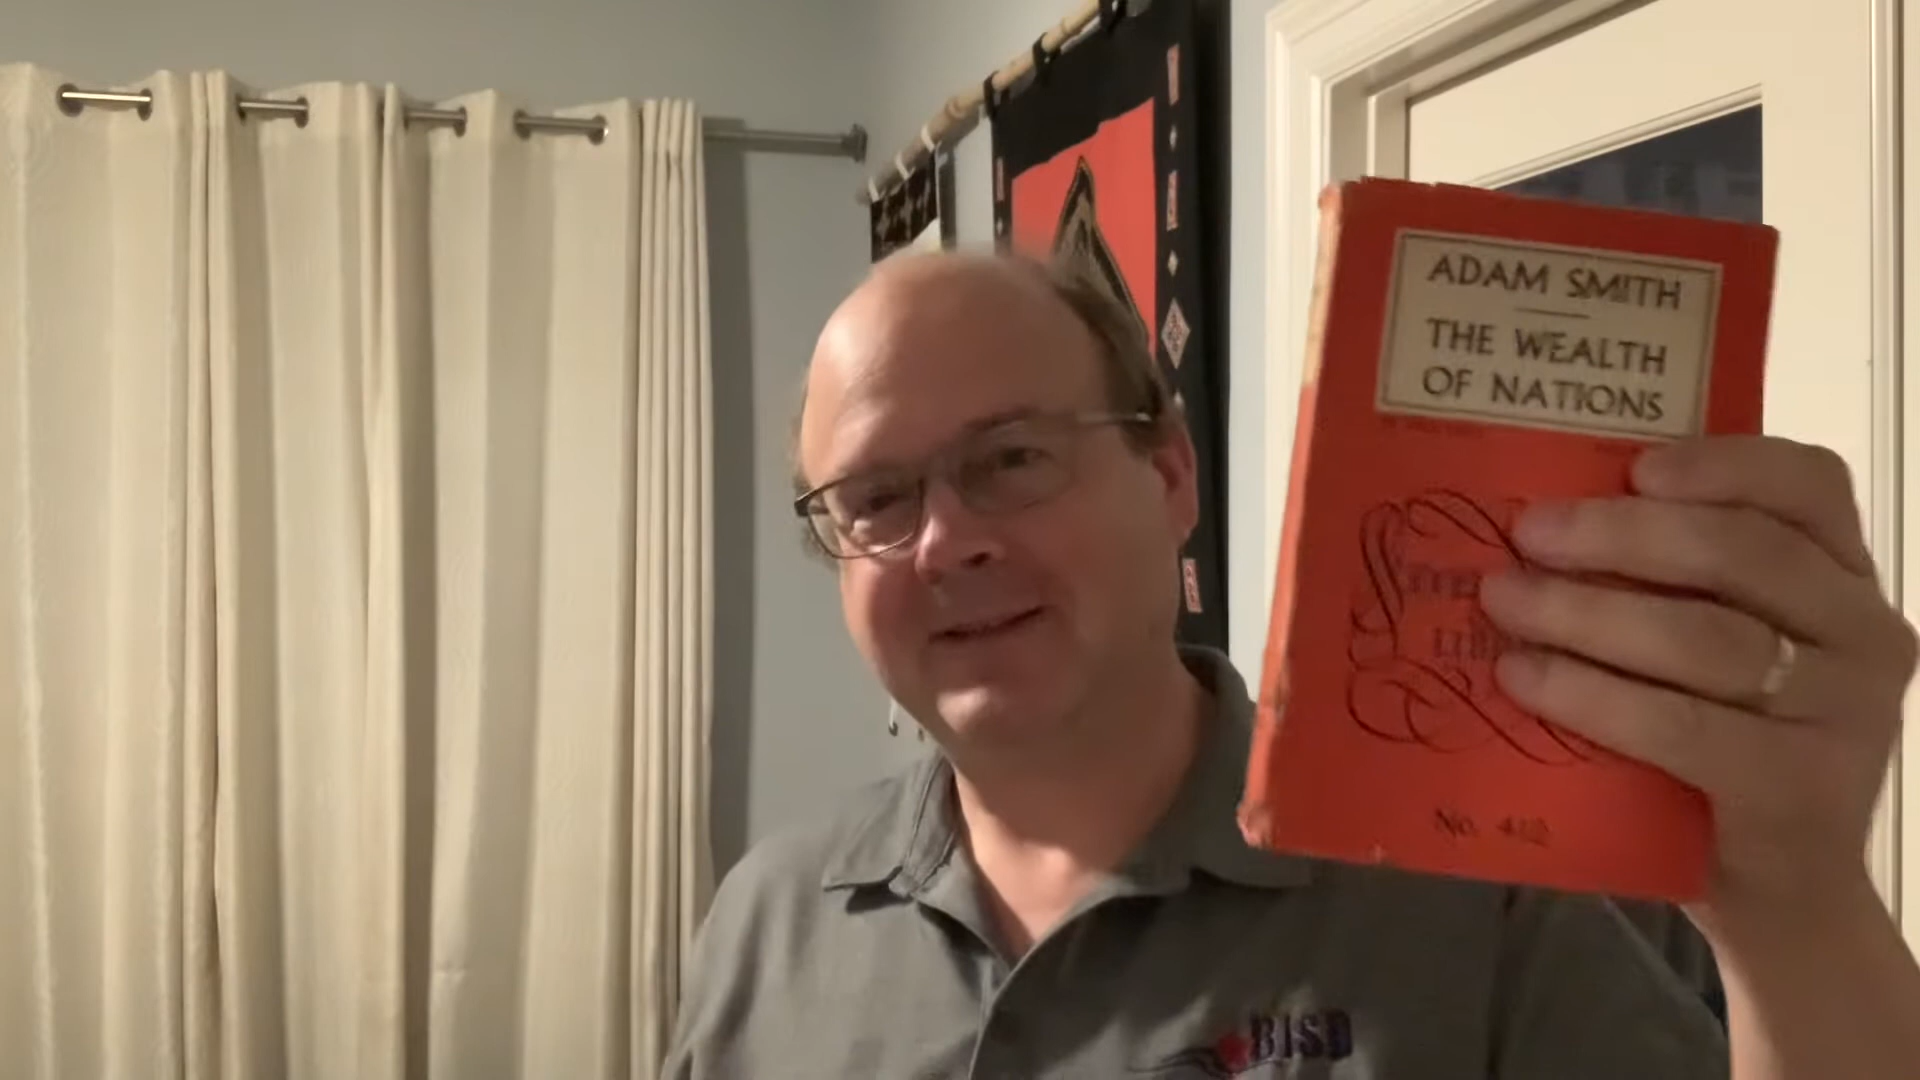 ADAM SMITH
THE WEALTH
OF NATIONS
No. 412
BISD